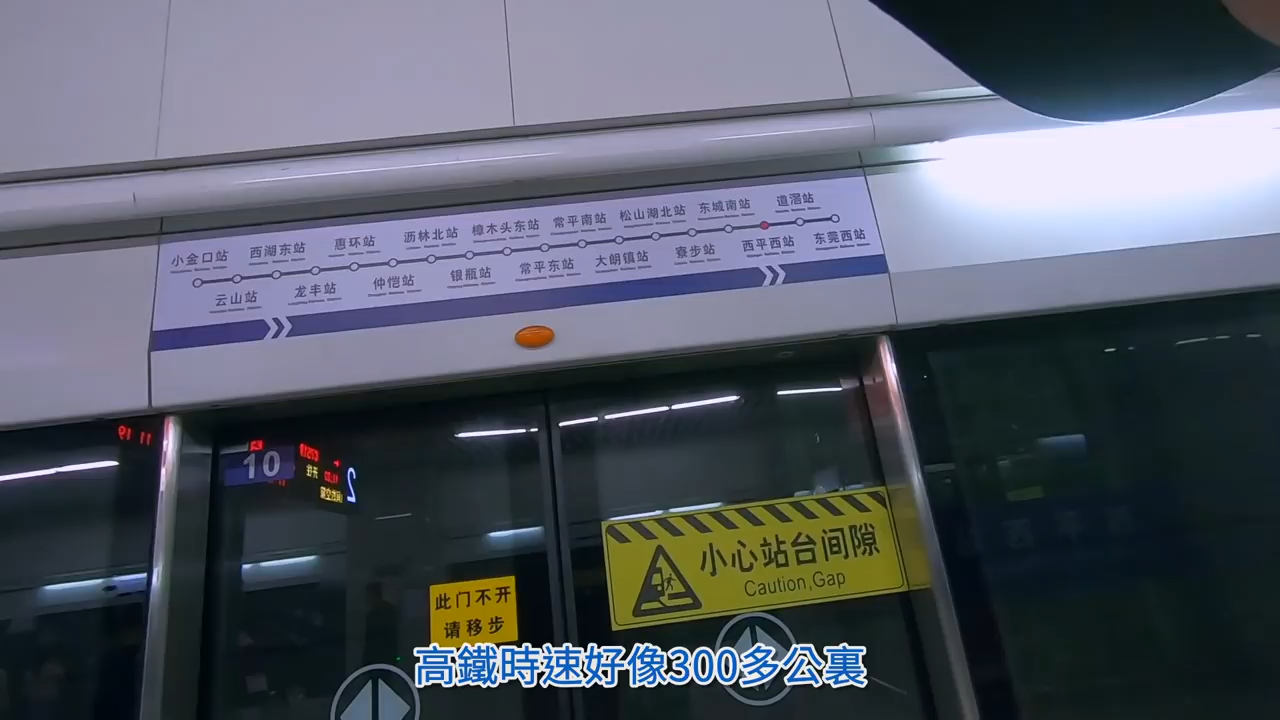 小金口站
西湖东站
惠环站
沥林北站
樟木头东站
常平南站
松山湖北站
东城南站
道滘站
云山站
龙丰站
仲恺站
银瓶站
常平东站
大朗镇站
寮步站
西平西站
东莞西站
10
2
小心站台间隙
Caution,Gap
此门不开
请移步
高鐵時速好像300多公裏